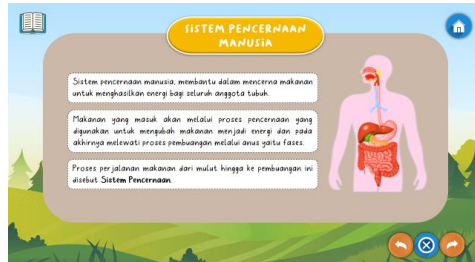 SISTEM PENCERNAAN
MANUSIA
Sistem pencernaan manusia, membantu dalam mencerna makanan
untuk menghasilkan energi bagi seluruh anggota tubuh.
Makanan yang masuk akan melalui proses pencernaan yang
digunakan untuk mengubah makanan menjadi energi dan pada
akhirnya melewati proses pembuangan melalui anus yaitu fases.
Proses perjalanan makanan dari mulut hingga ke pembuangan ini
disebut Sistem Pencernaan.